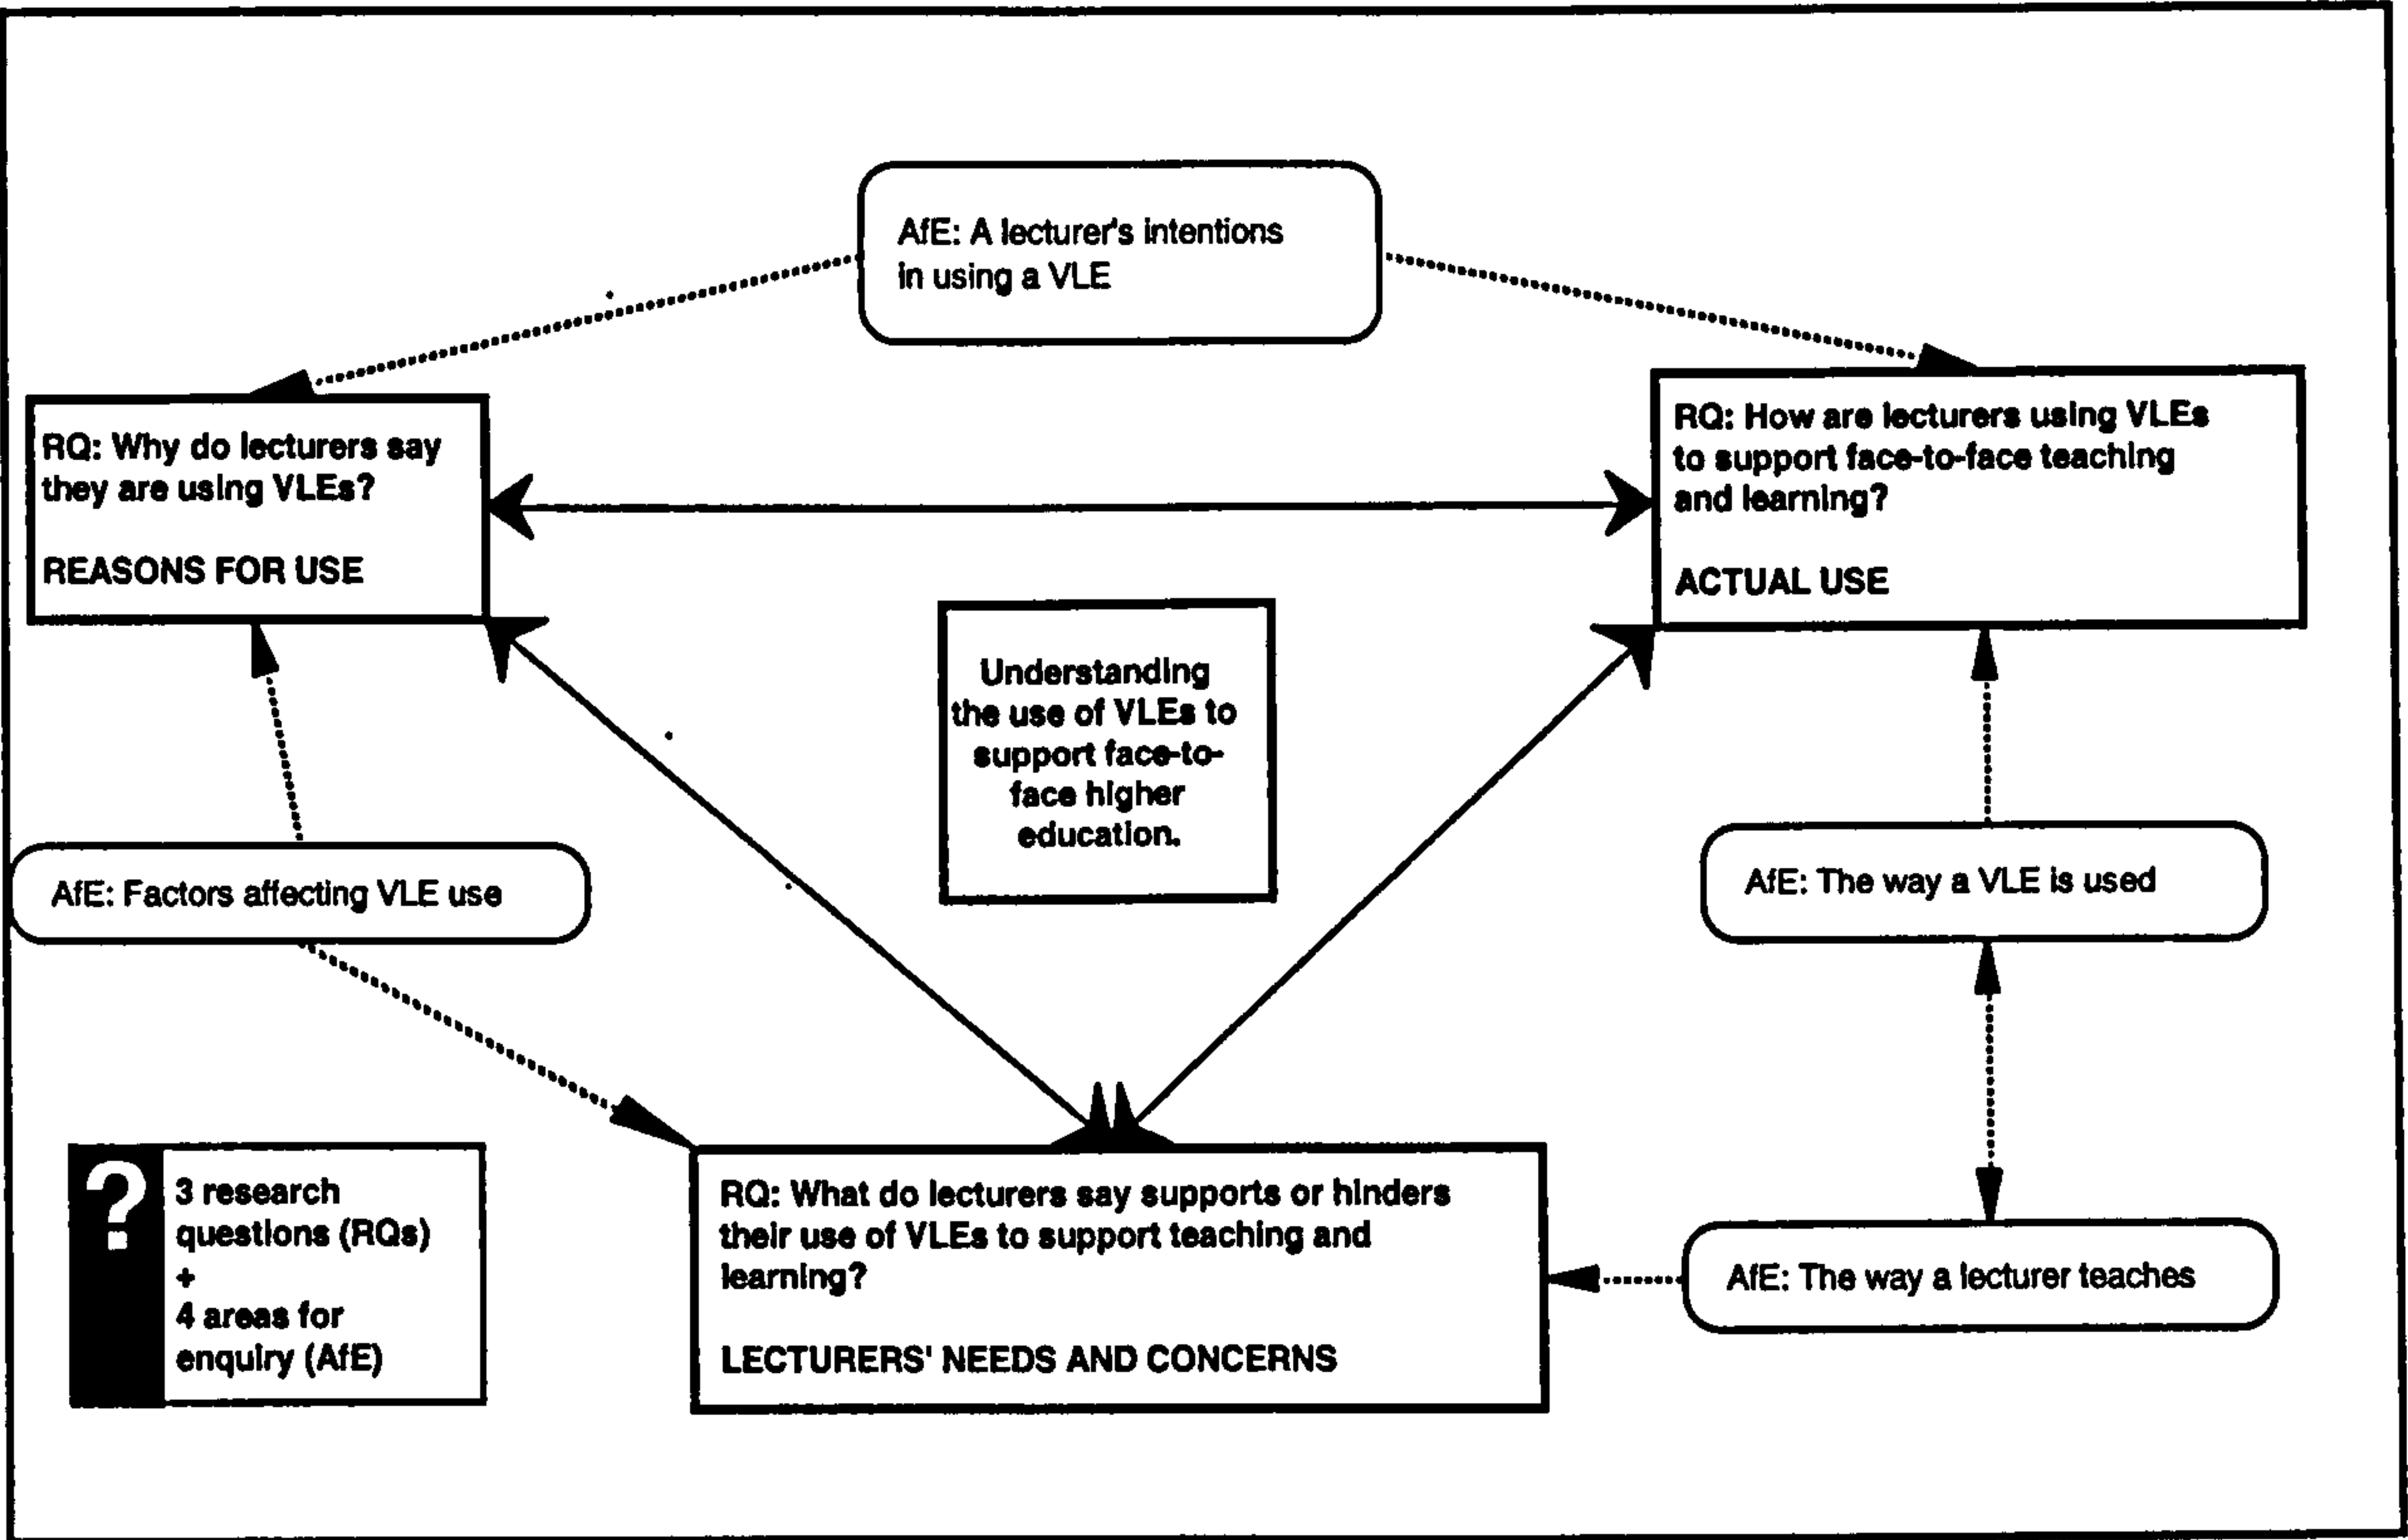 AfE: A lecturer's intentions
in using a VLE
RQ: Why do lecturers say
they are using VLEs?
REASONS FOR USE
RQ: How are lecturers using VLEs
to support face-to-face teaching
and learning?
ACTUAL USE
Understanding
the use of VLEs to
support face-to-
face higher
education.
AfE: Factors affecting VLE use
AfE: The way a VLE is used
?
3 research
questions (RQs)
+
4 areas for
enquiry (AfE)
RQ: What do lecturers say supports or hinders
their use of VLEs to support teaching and
learning?
LECTURERS' NEEDS AND CONCERNS
AfE: The way a lecturer teaches